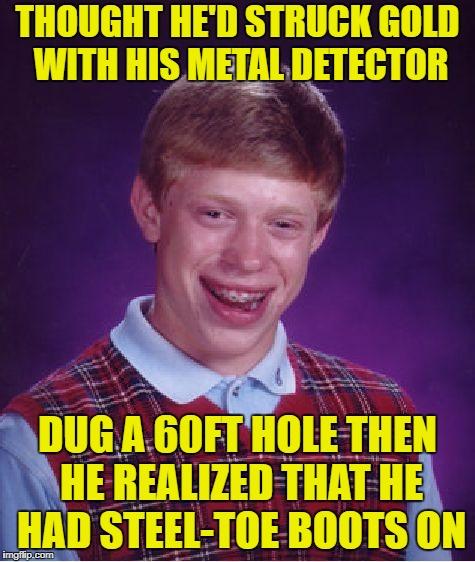 THOUGHT HE'D STRUCK GOLD
WITH HIS METAL DETECTOR
DUG A 60FT HOLE THEN
HE REALIZED THAT HE
HAD STEEL-TOE BOOTS ON
imgflip.com